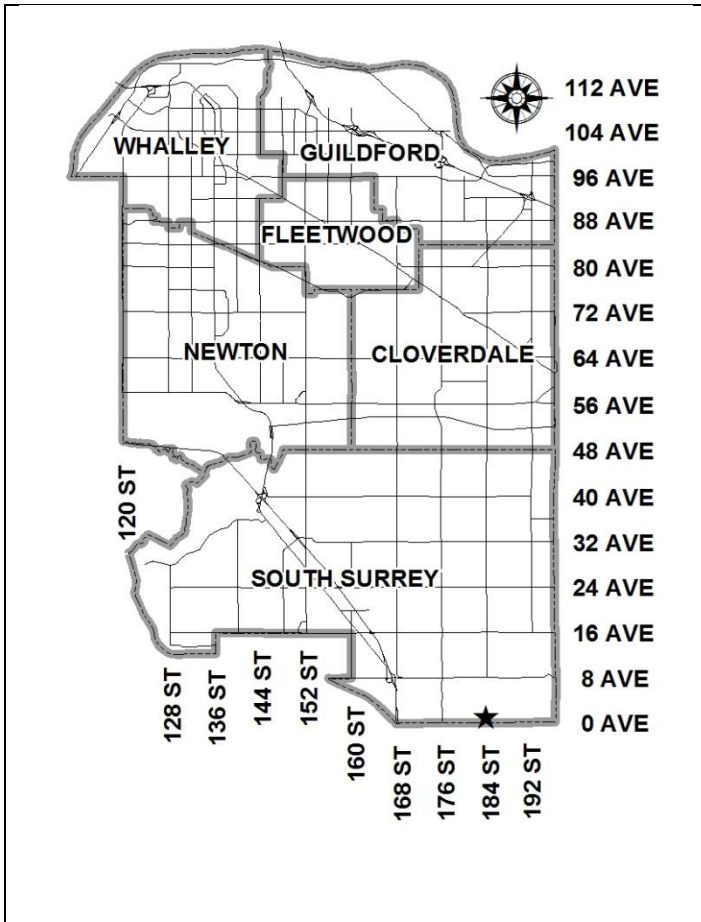 112 AVE
104 AVE
WHALLEY
GUILDFORD
96 AVE
88 AVE
FLEETWOOD
80 AVE
72 AVE
NEWTON
CLOVERDALE
64 AVE
56 AVE
48 AVE
120 ST
40 AVE
32 AVE
SOUTH SURREY
24 AVE
16 AVE
8 AVE
0 AVE
128 ST
136 ST
144 ST
152 ST
160 ST
168 ST
176 ST
184 ST
192 ST